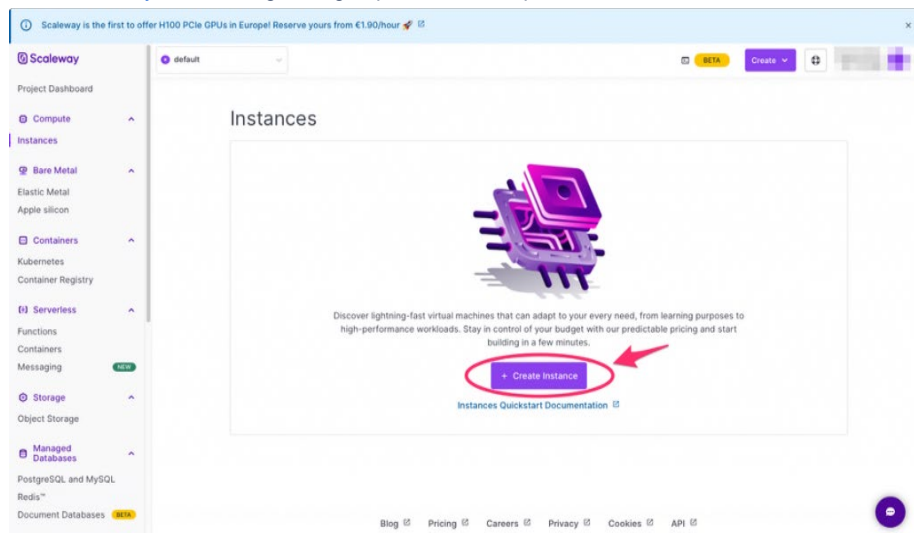 Scaleway is the first to offer H100 PCIe GPUs in Europe! Reserve yours from €1.90/hour 🚀
Scaleway
default
BETA
Create
Project Dashboard
Compute
Instances
Bare Metal
Elastic Metal
Apple silicon
Containers
Kubernetes
Container Registry
Serverless
Functions
Containers
Messaging
NEW
Storage
Object Storage
Managed
Databases
PostgreSQL and MySQL
Redis™
Document Databases
BETA
Instances
Discover lightning-fast virtual machines that can adapt to your every need, from learning purposes to
high-performance workloads. Stay in control of your budget with our predictable pricing and start
building in a few minutes.
+ Create Instance
Instances Quickstart Documentation
Blog
Pricing
Careers
Privacy
Cookies
API